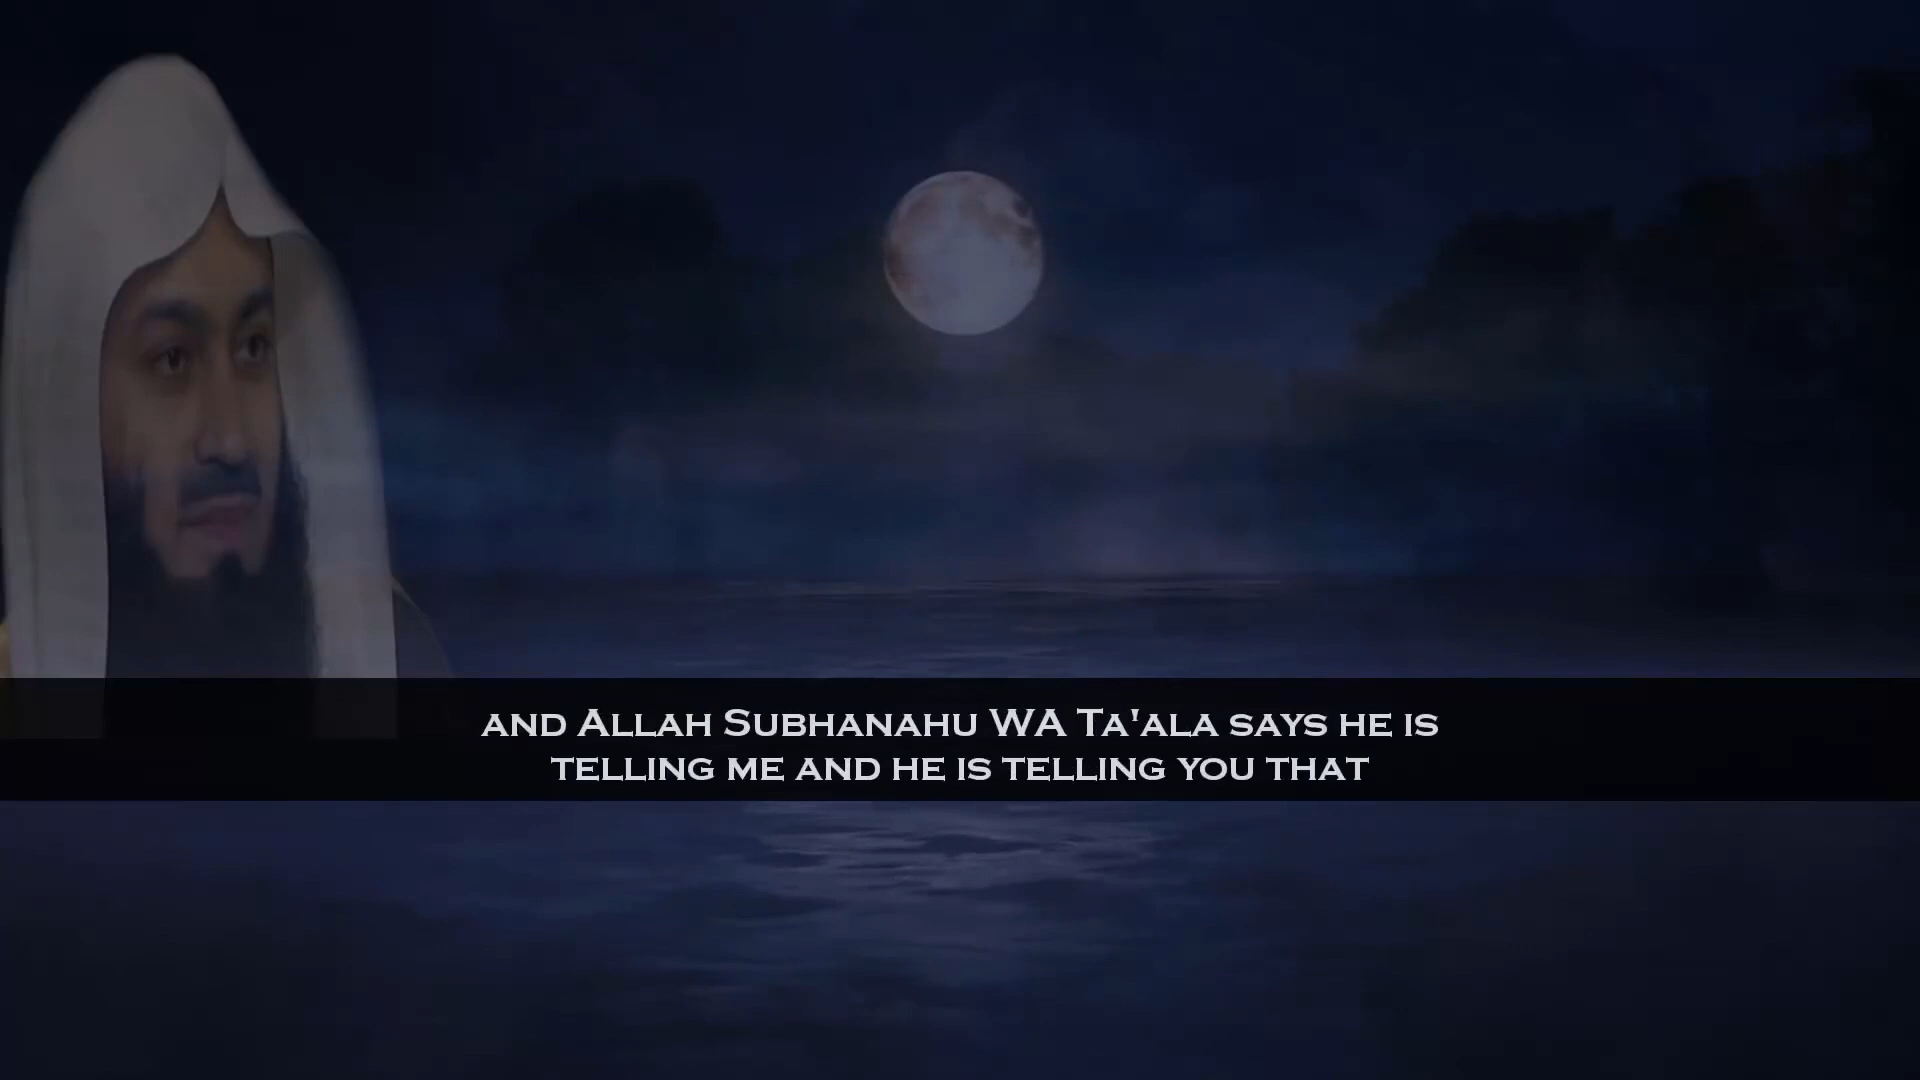 and Allah Subhanahu WA Ta'ala says he is
telling me and he is telling you that